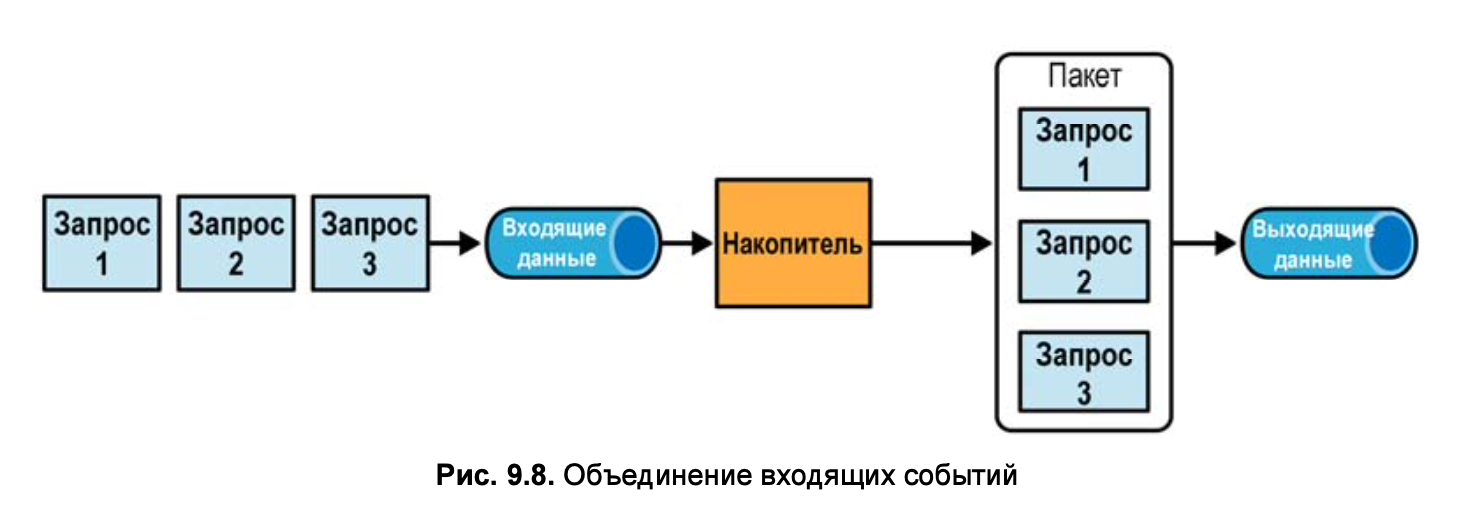 Пакет
Запрос
1
Запрос
2
Запрос
3
Входящие
данные
Накопитель
Запрос
1
Запрос
2
Запрос
3
Выходящие
данные
Рис. 9.8. Объединение входящих событий